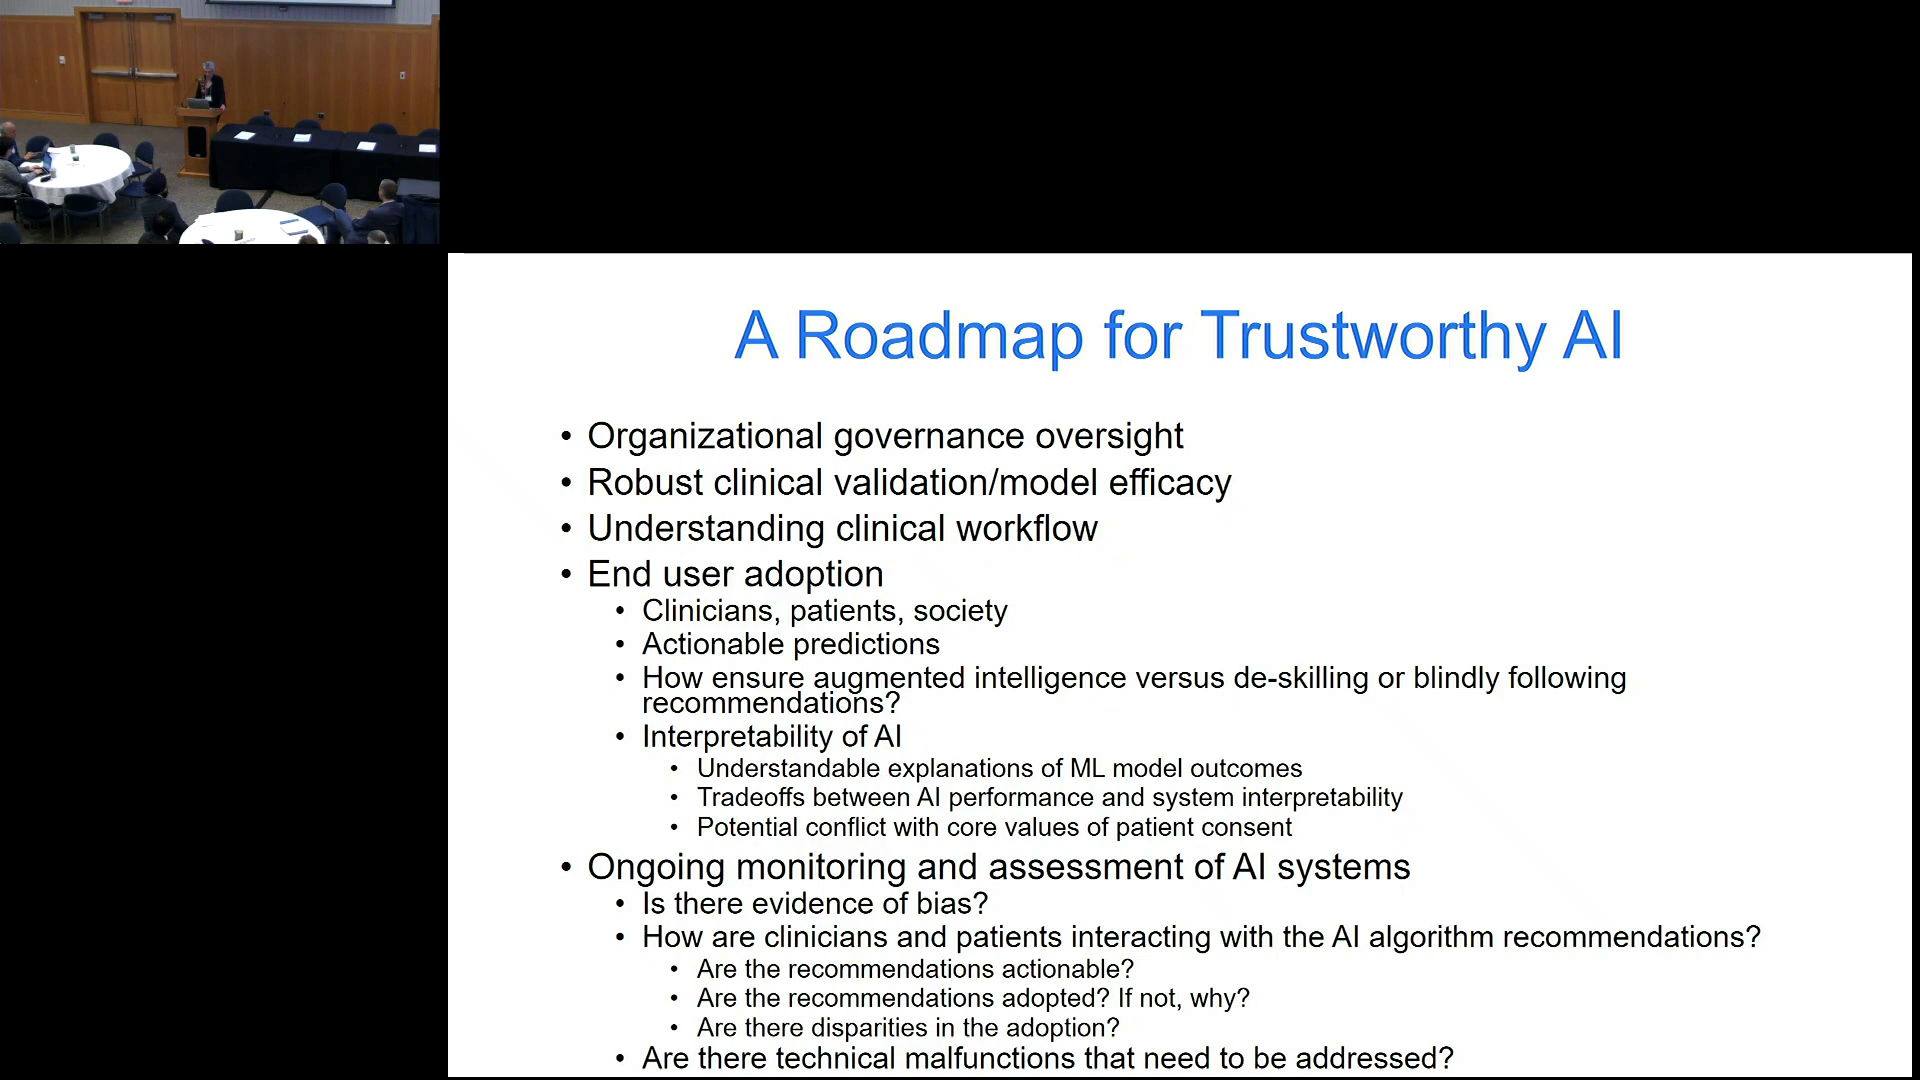 A Roadmap for Trustworthy AI
• Organizational governance oversight
• Robust clinical validation/model efficacy
• Understanding clinical workflow
• End user adoption
• Clinicians, patients, society
• Actionable predictions
• How ensure augmented intelligence versus de-skilling or blindly following
recommendations?
• Interpretability of AI
• Understandable explanations of ML model outcomes
• Tradeoffs between AI performance and system interpretability
• Potential conflict with core values of patient consent
• Ongoing monitoring and assessment of AI systems
• Is there evidence of bias?
• How are clinicians and patients interacting with the AI algorithm recommendations?
• Are the recommendations actionable?
• Are the recommendations adopted? If not, why?
• Are there disparities in the adoption?
• Are there technical malfunctions that need to be addressed?